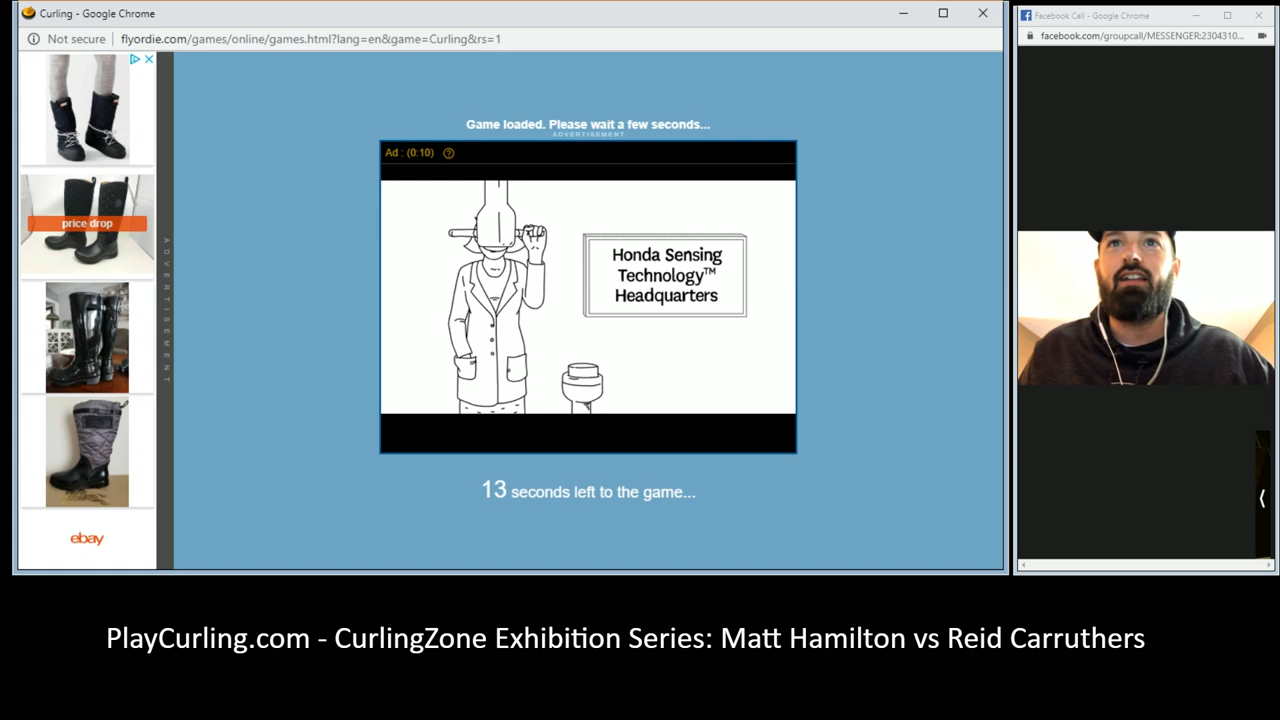 Curling - Google Chrome
Not secure
flyordie.com/games/online/games.html?lang=en&game=Curling&rs=1
Facebook Call - Google Chrome
facebook.com/groupcall/MESSENGER:2304310...
price drop
ebay
ADVERTISEMENT
Game loaded. Please wait a few seconds...
ADVERTISEMENT
Ad : (0:10)
Honda Sensing
Technology™
Headquarters
13 seconds left to the game...
PlayCurling.com - CurlingZone Exhibition Series: Matt Hamilton vs Reid Carruthers